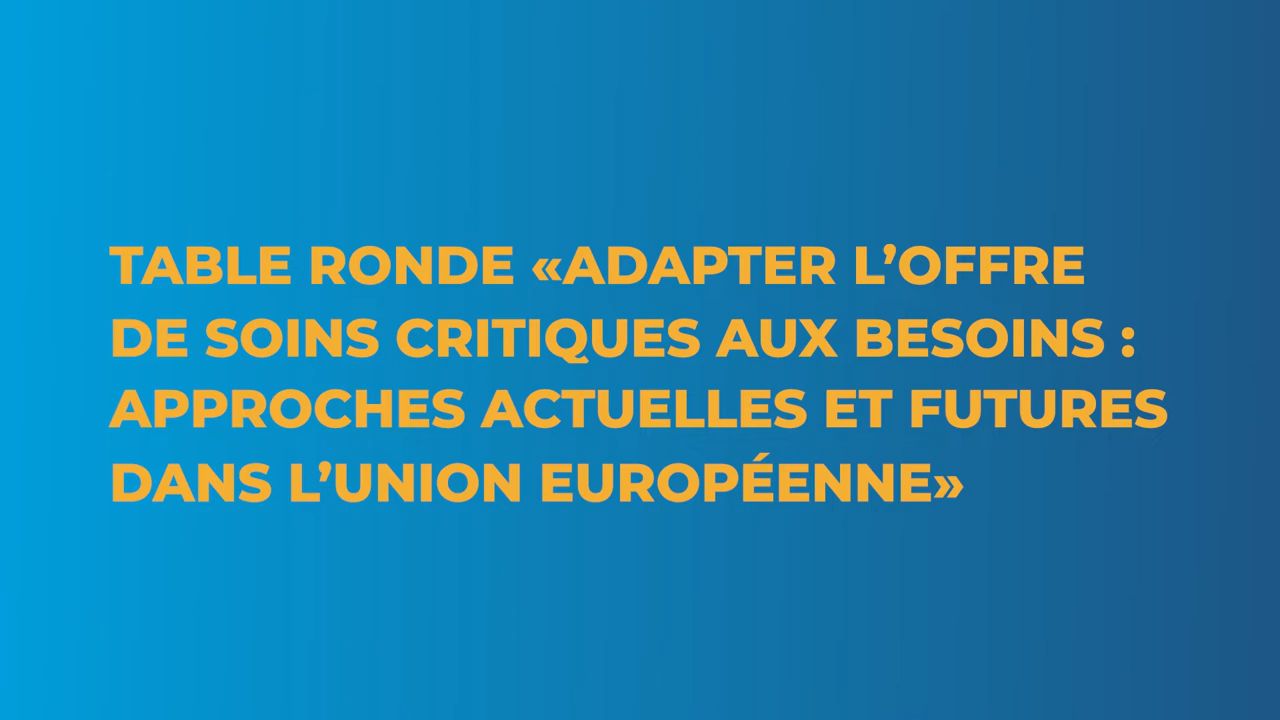 TABLE RONDE «ADAPTER L’OFFRE
DE SOINS CRITIQUES AUX BESOINS :
APPROCHES ACTUELLES ET FUTURES
DANS L’UNION EUROPÉENNE»